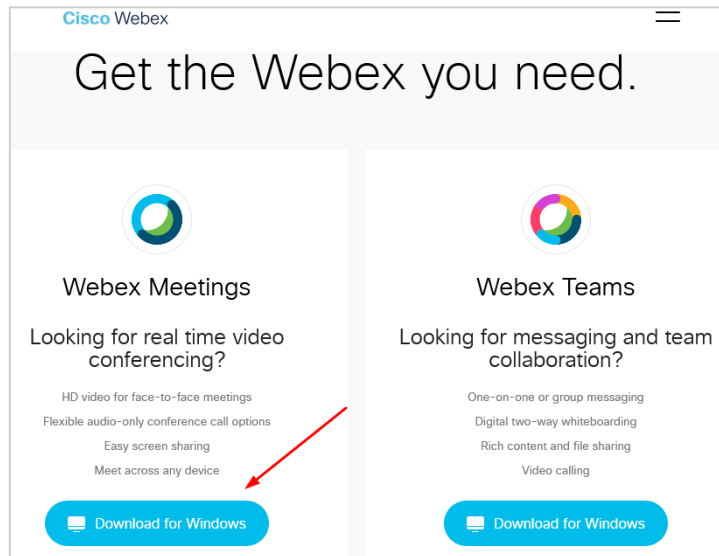 Cisco Webex
Get the Webex you need.
Webex Meetings
Looking for real time video
conferencing?
HD video for face-to-face meetings
Flexible audio-only conference call options
Easy screen sharing
Meet across any device
Download for Windows
Webex Teams
Looking for messaging and team
collaboration?
One-on-one or group messaging
Digital two-way whiteboarding
Rich content and file sharing
Video calling
Download for Windows